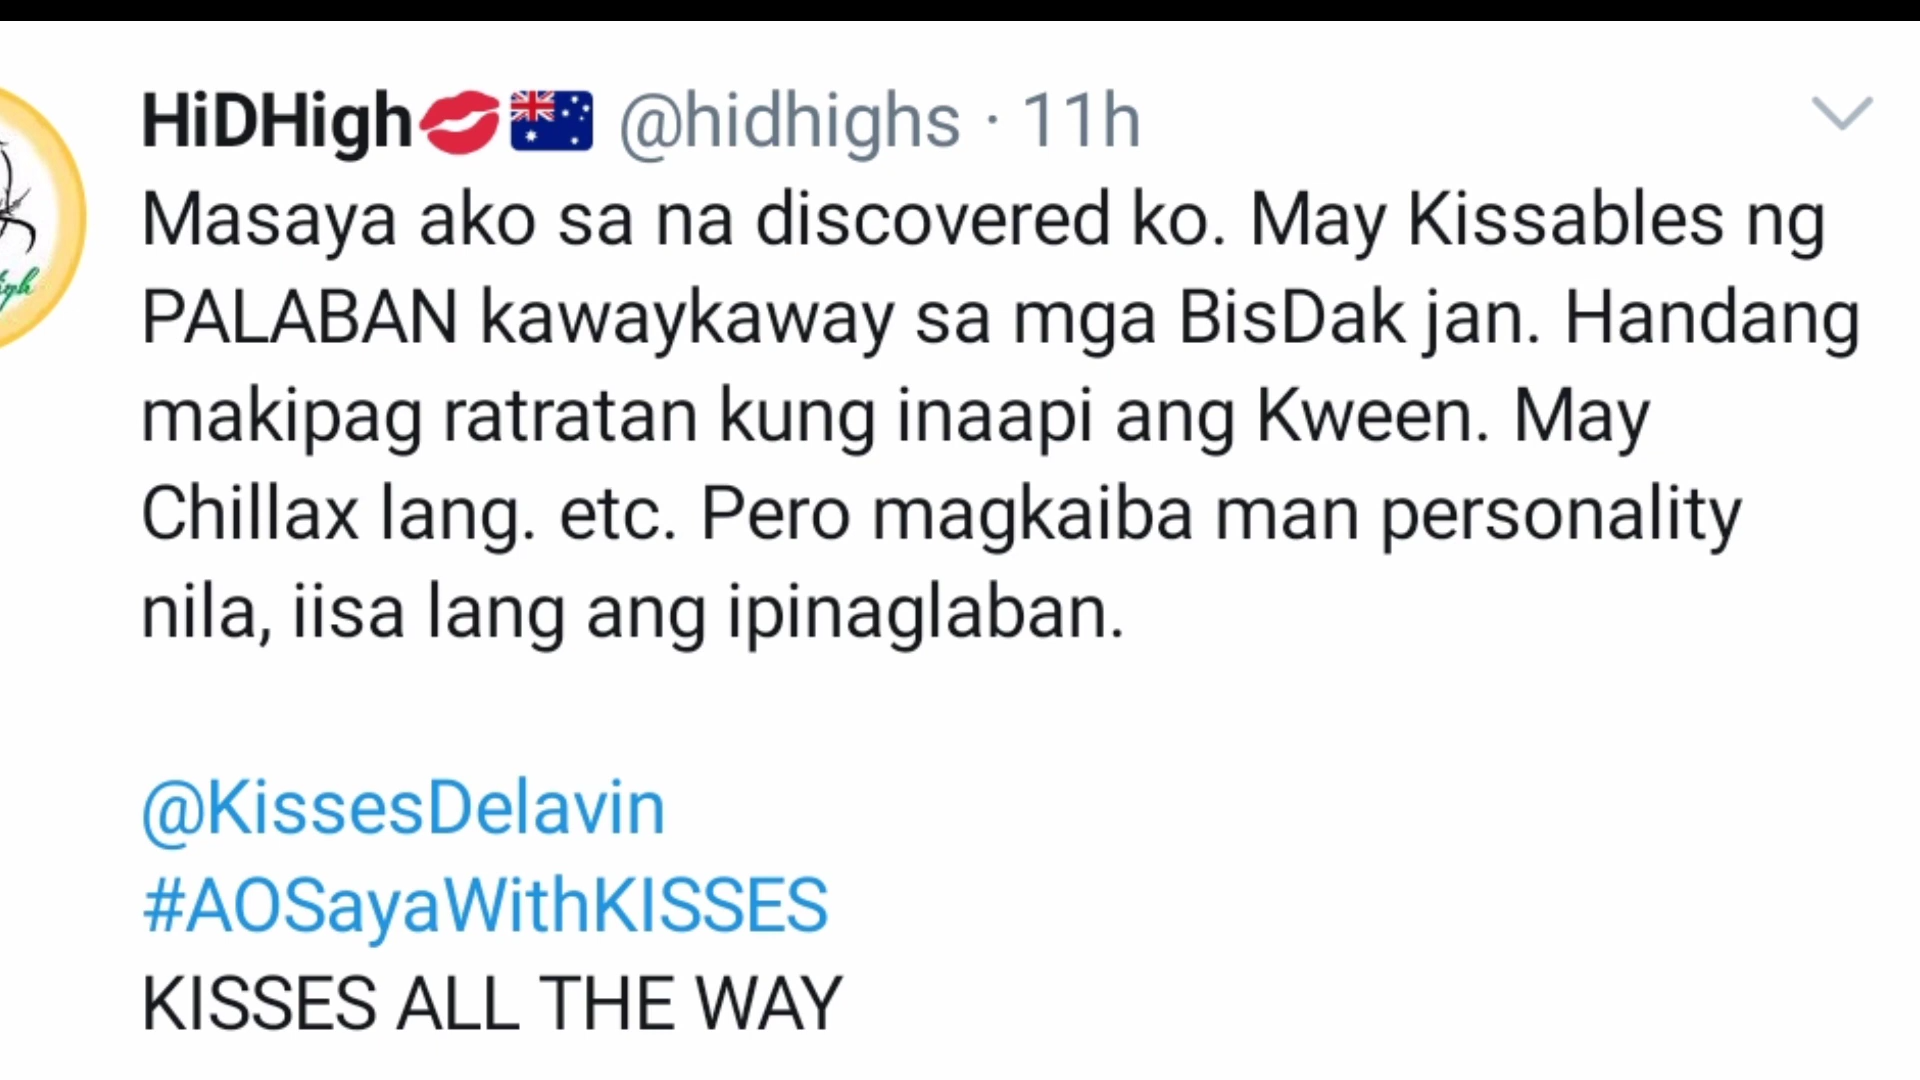 HiDHigh💋🇦🇺 @hidhighs · 11h
Masaya ako sa na discovered ko. May Kissables ng
PALABAN kawaykaway sa mga BisDak jan. Handang
makipag ratratan kung inaapi ang Kween. May
Chillax lang. etc. Pero magkaiba man personality
nila, iisa lang ang ipinaglaban.
@KissesDelavin
#AOSayaWithKISSES
KISSES ALL THE WAY